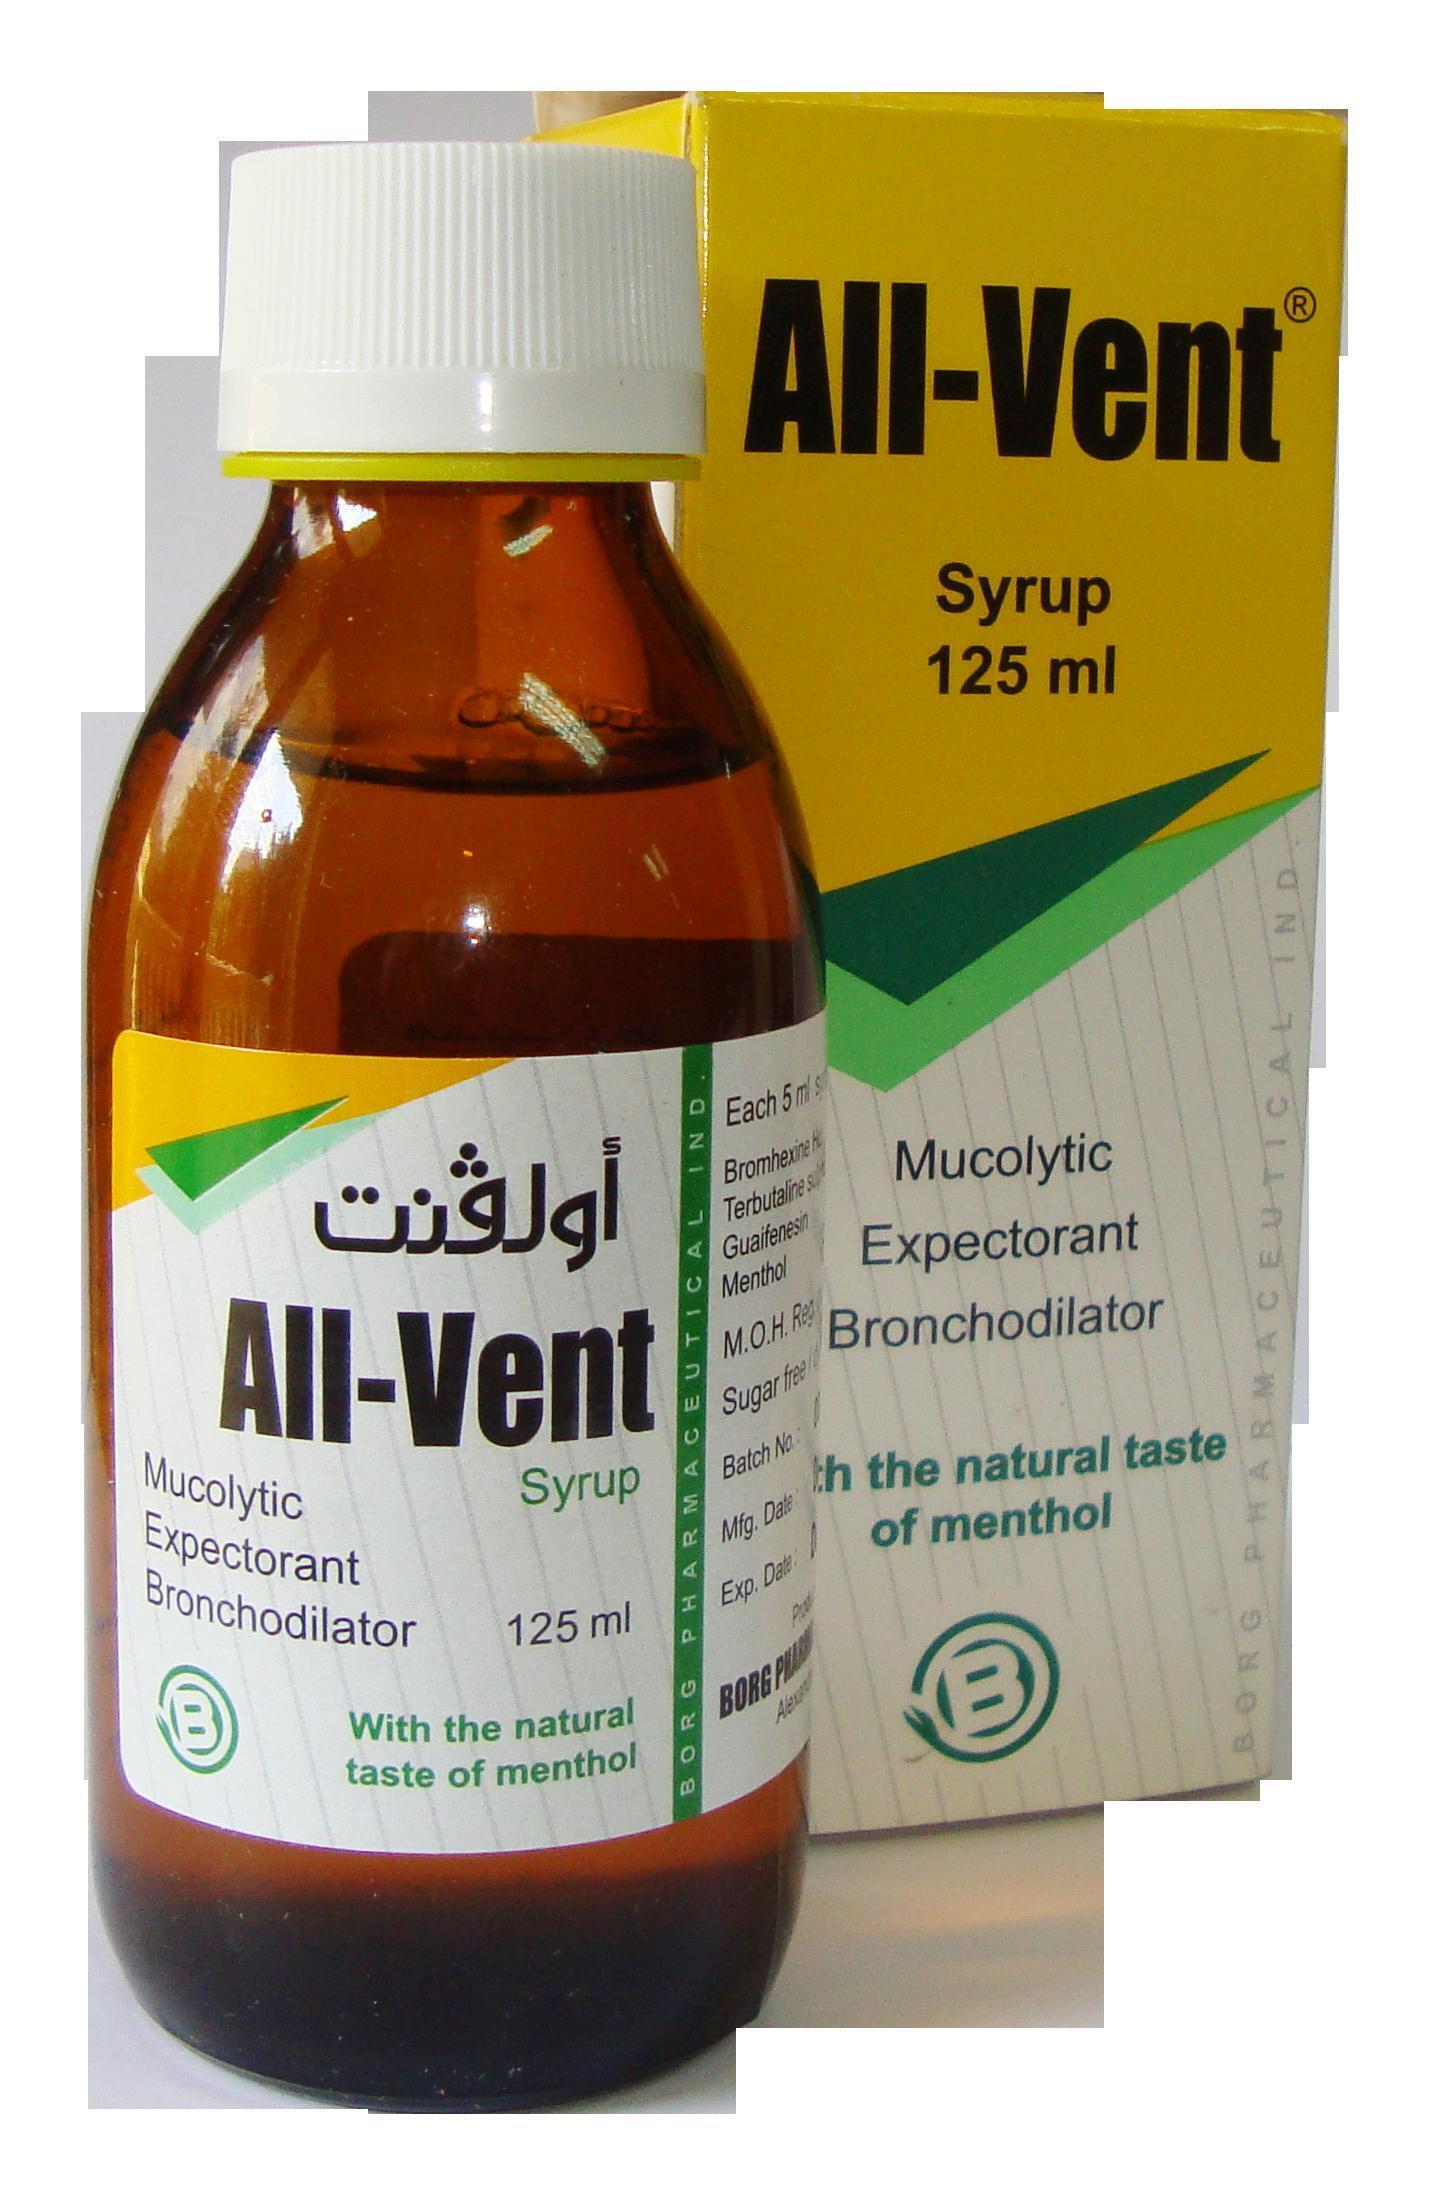 All-Vent®
Syrup
125 ml
Mucolytic
Expectorant
Bronchodilator
the natural taste
of menthol
B
BORG PHARMACEUTICAL IND.
أولڤنت
All-Vent
Syrup
Mucolytic
Expectorant
Bronchodilator
125 ml
B
With the natural
taste of menthol
BORG PHARMACEUTICAL IND.
Each 5 ml
Bromhexine
Terbutaline
Guaifenesin
Menthol
M.O.H. Reg.
Sugar free /
Batch No. :
Mfg. Date :
Exp. Date :
BORG